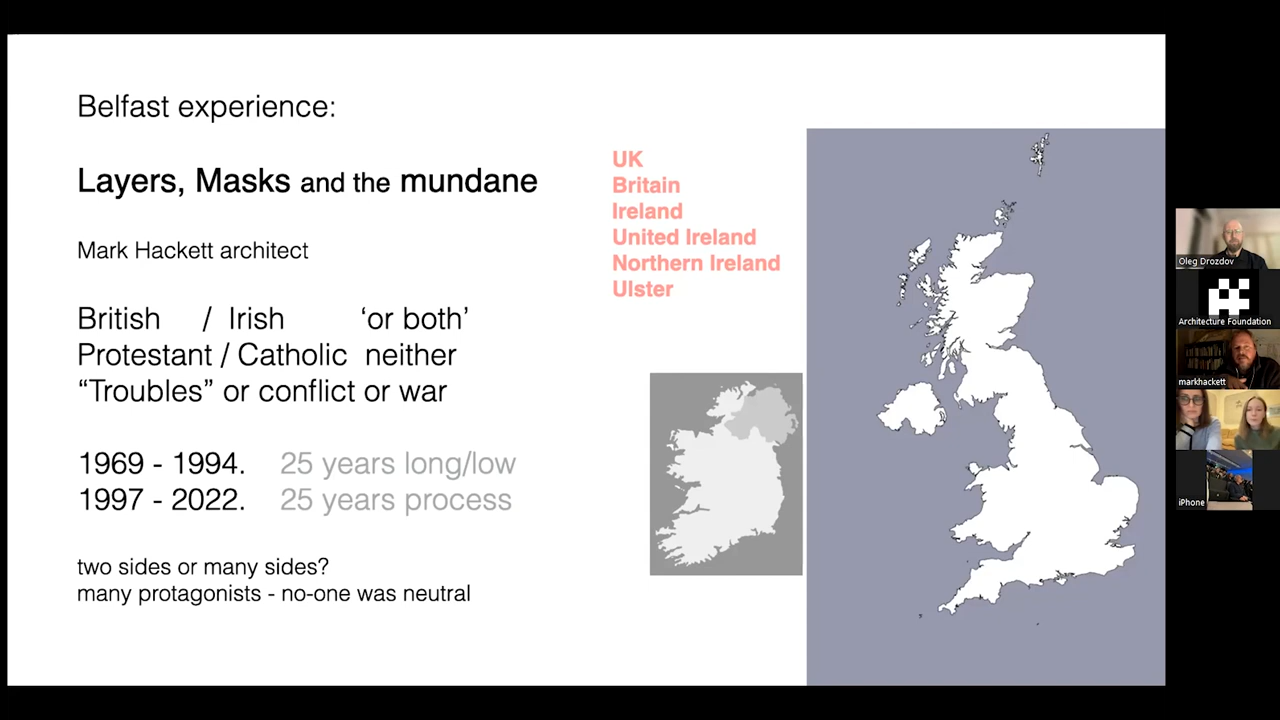 Belfast experience:
Layers, Masks and the mundane
Mark Hackett architect
British / Irish 'or both'
Protestant / Catholic neither
“Troubles” or conflict or war
1969 - 1994. 25 years long/low
1997 - 2022. 25 years process
two sides or many sides?
many protagonists - no-one was neutral
UK
Britain
Ireland
United Ireland
Northern Ireland
Ulster
Oleg Drozdov
Architecture Foundation
markhackett
iPhone